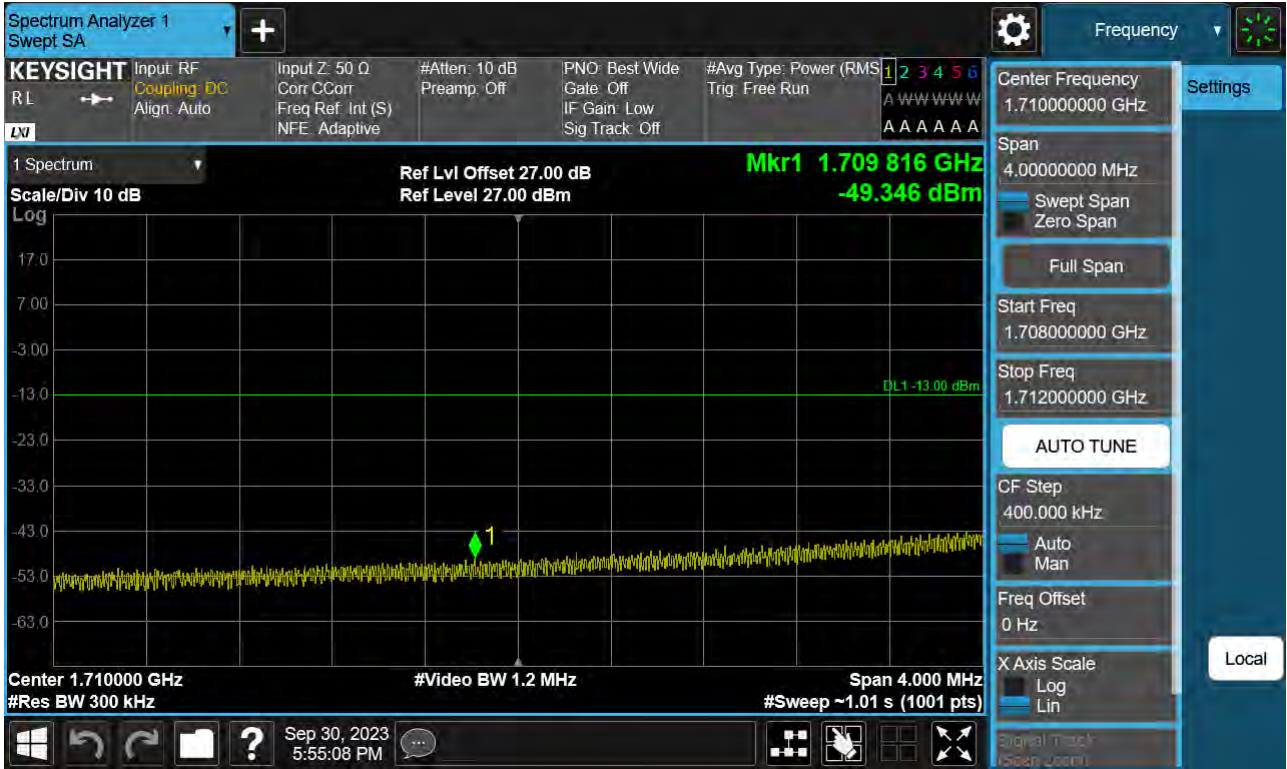 Spectrum Analyzer 1
Swept SA
Frequency
KEYSIGHT
R L
LXI
Input: RF
Coupling: DC
Align: Auto
Input Z: 50 Ω
Corr CCorr
Freq Ref: Int (S)
NFE: Adaptive
#Atten: 10 dB
Preamp: Off
PNO: Best Wide
Gate: Off
IF Gain: Low
Sig Track: Off
#Avg Type: Power (RMS
Trig: Free Run
1 2 3 4 5 6
A W W W W W
A A A A A A
1 Spectrum
Scale/Div 10 dB
Log
Ref Lvl Offset 27.00 dB
Ref Level 27.00 dBm
Mkr1 1.709 816 GHz
-49.346 dBm
17.0
7.00
-3.00
-13.0
DL1 -13.00 dBm
-23.0
-33.0
-43.0
1
-53.0
-63.0
Center 1.710000 GHz
#Res BW 300 kHz
#Video BW 1.2 MHz
Span 4.000 MHz
#Sweep ~1.01 s (1001 pts)
Center Frequency
1.710000000 GHz
Settings
Span
4.00000000 MHz
Swept Span
Zero Span
Full Span
Start Freq
1.708000000 GHz
Stop Freq
1.712000000 GHz
AUTO TUNE
CF Step
400.000 kHz
Auto
Man
Freq Offset
0 Hz
X Axis Scale
Log
Lin
Local
Signal Track
(Span Zoom)
?
Sep 30, 2023
5:55:08 PM